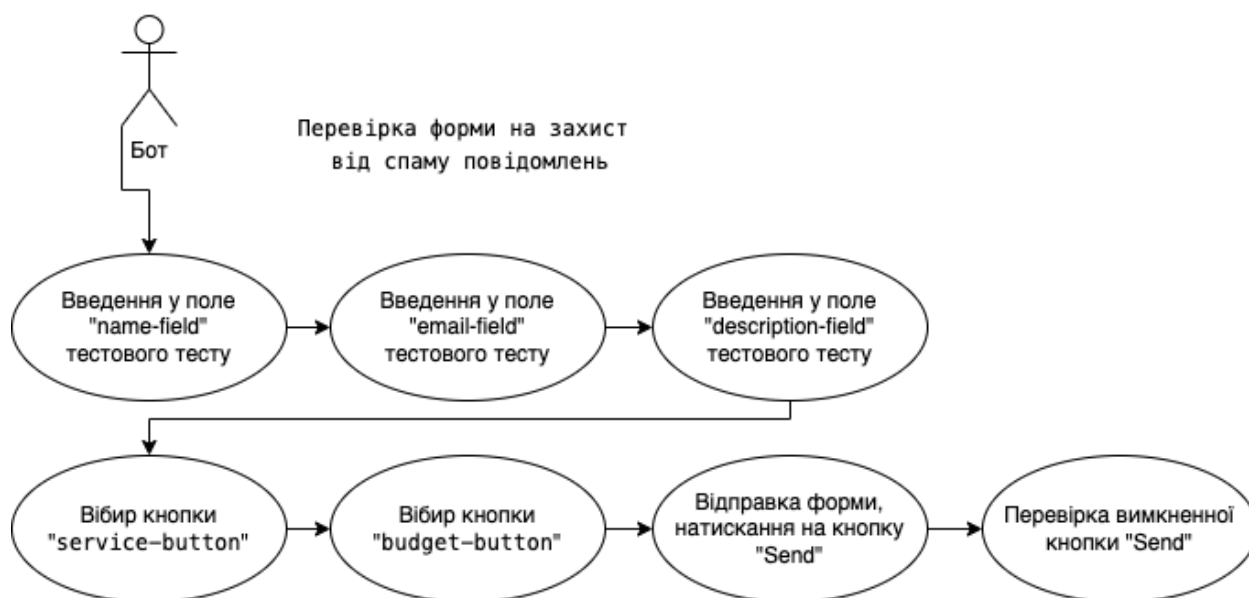 Бот
Перевірка форми на захист
від спаму повідомлень
Введення у поле
"name-field"
тестового тесту
Введення у поле
"email-field"
тестового тесту
Введення у поле
"description-field"
тестового тесту
Вібир кнопки
"service-button"
Вібир кнопки
"budget-button"
Відправка форми,
натискання на кнопку
"Send"
Перевірка вимкненної
кнопки "Send"